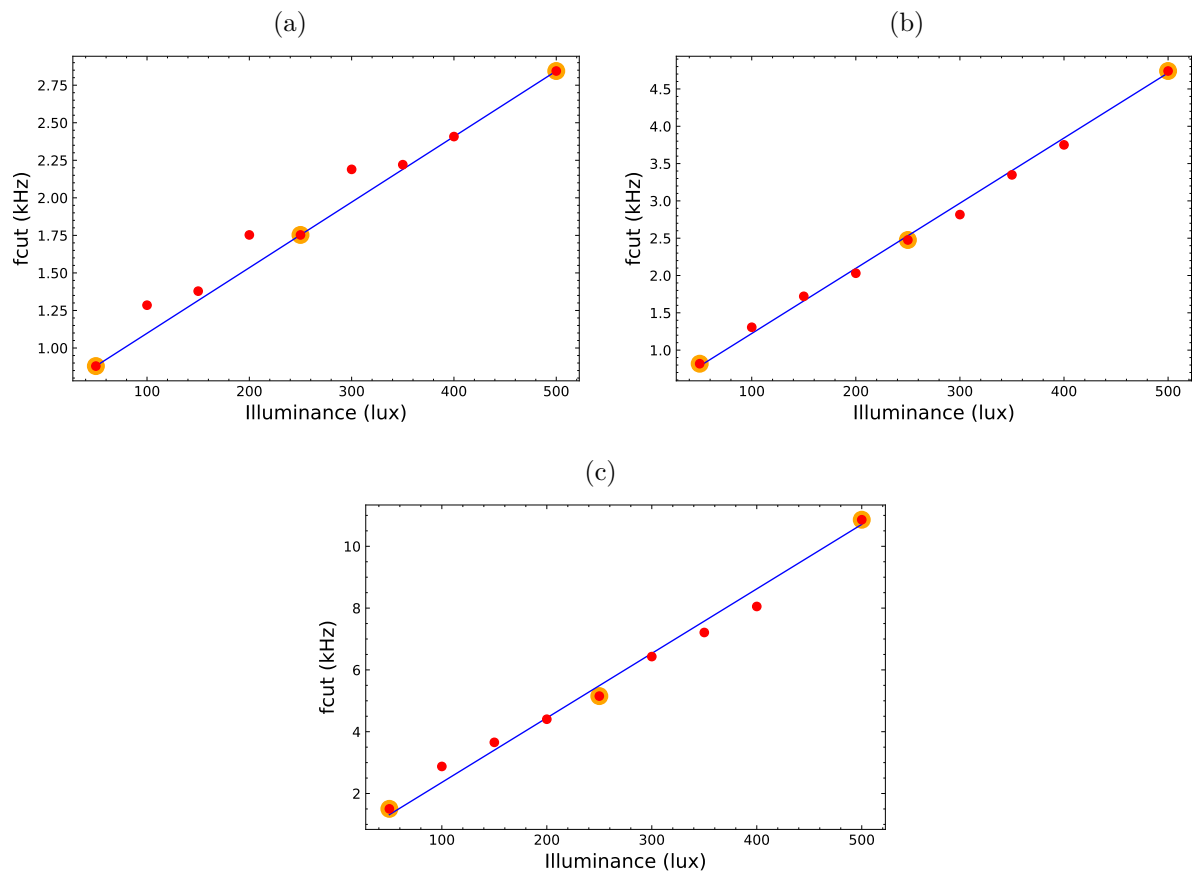 (a)
fcut (kHz)
2.75
2.50
2.25
2.00
1.75
1.50
1.25
1.00
100 200 300 400 500
Illuminance (lux)
(b)
fcut (kHz)
4.5
4.0
3.5
3.0
2.5
2.0
1.5
1.0
100 200 300 400 500
Illuminance (lux)
(c)
fcut (kHz)
10
8
6
4
2
100 200 300 400 500
Illuminance (lux)